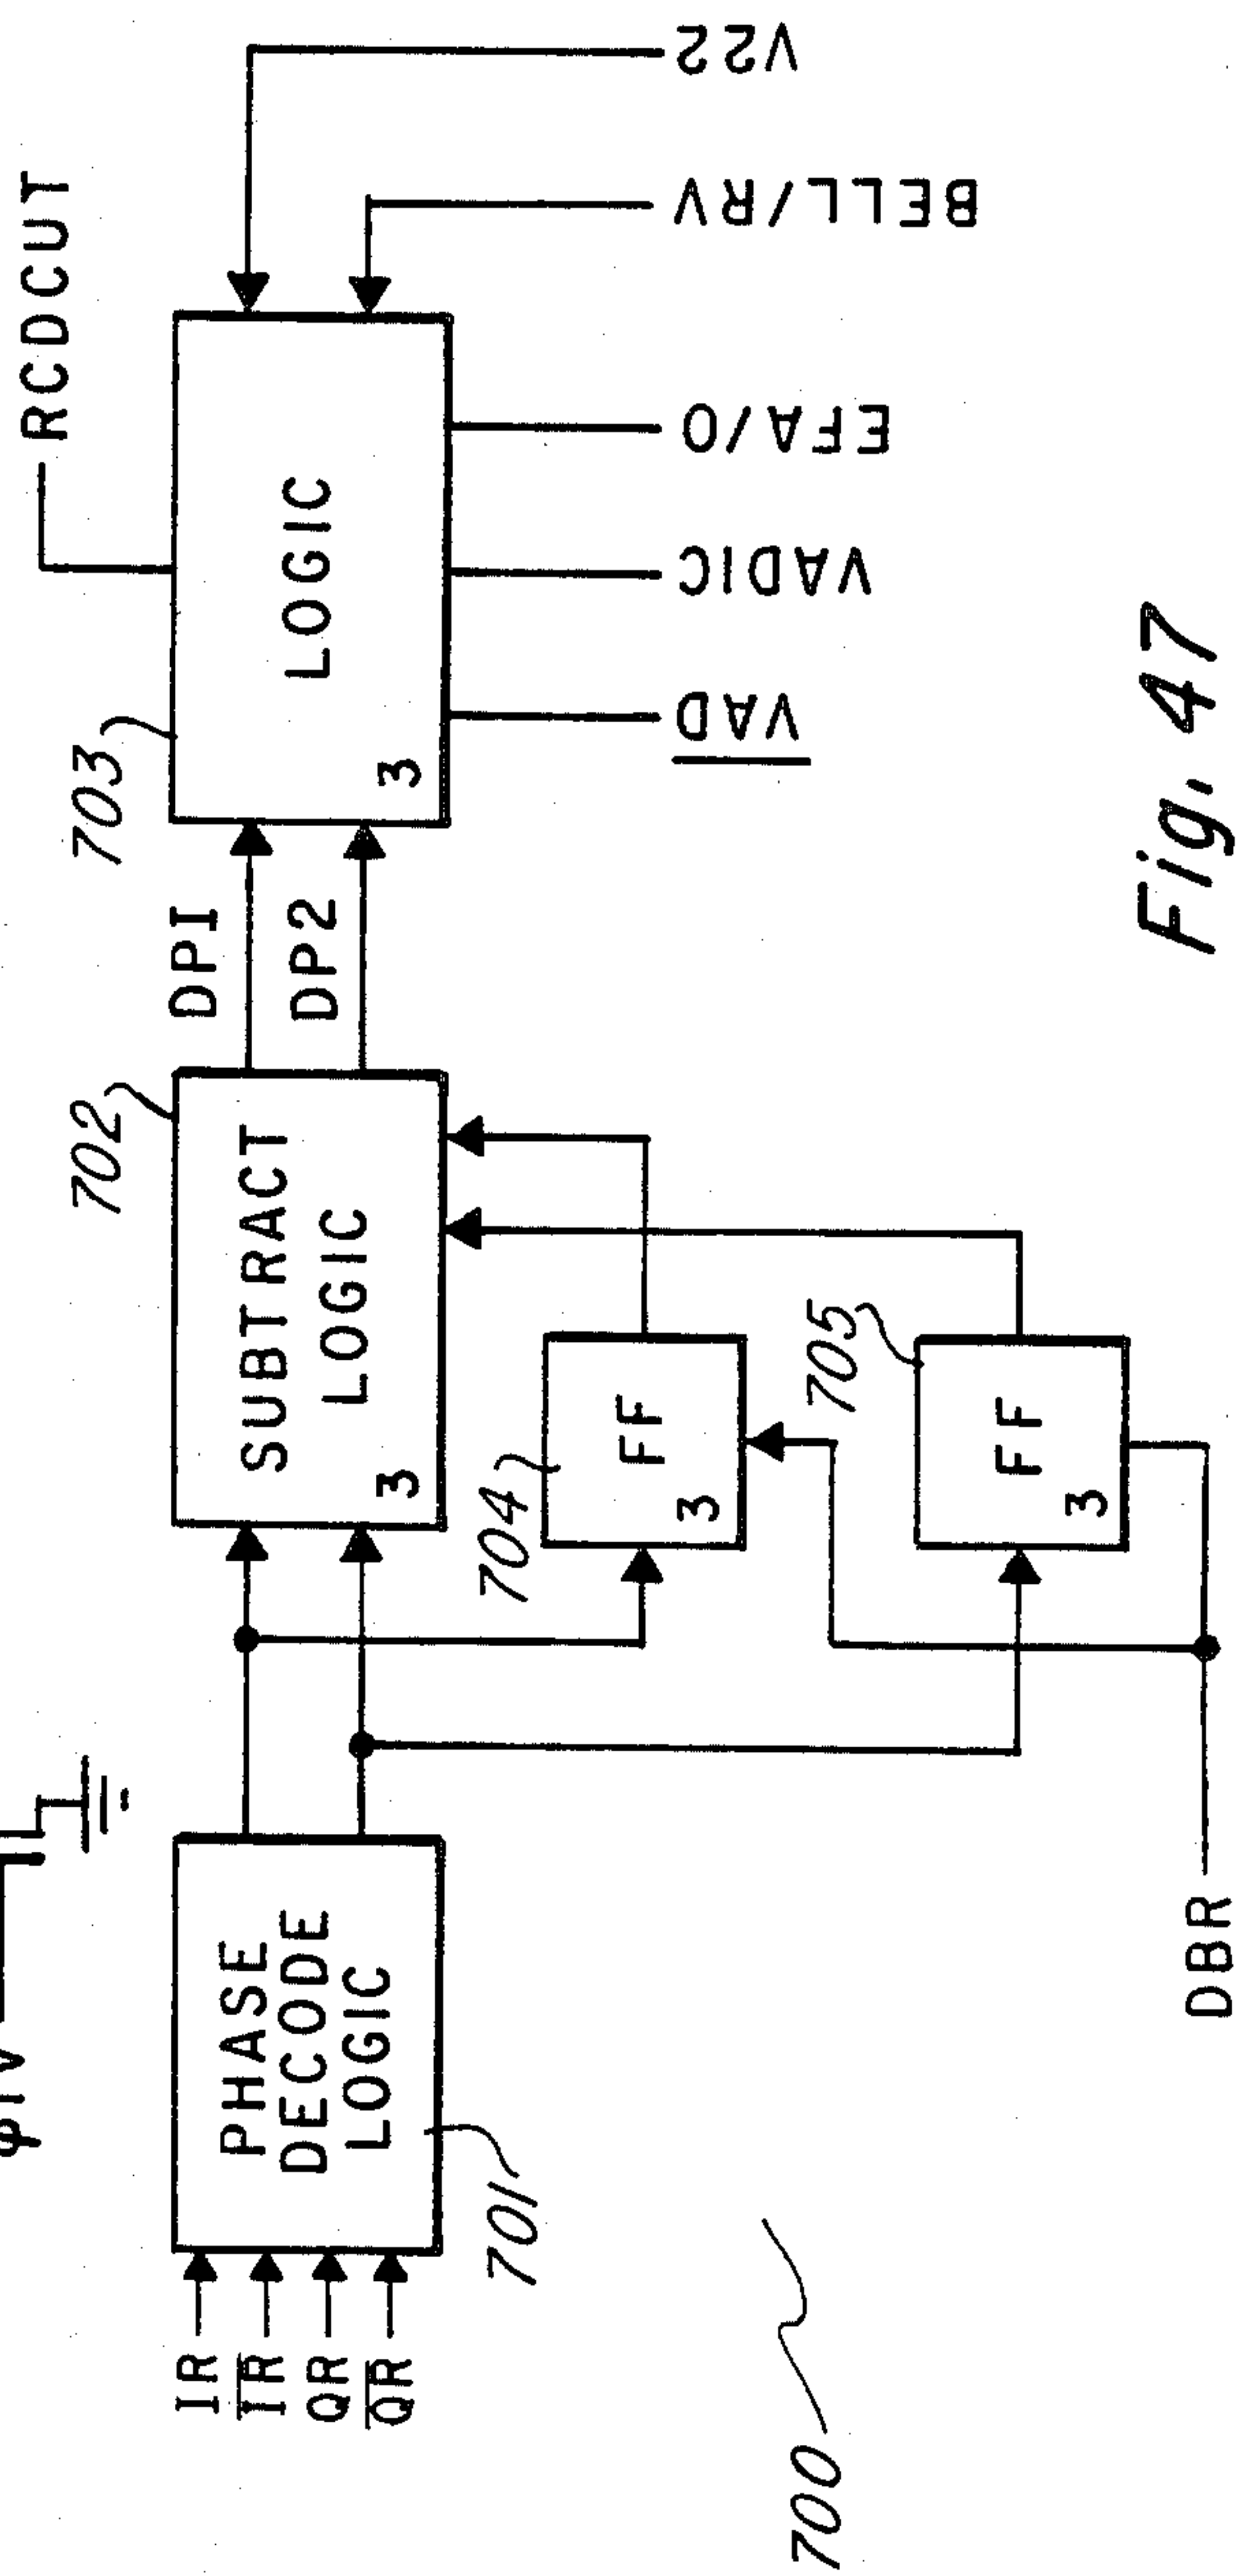 RCDCUT
703
LOGIC
3
V22
BELL/RV
EFA/O
VADIC
VAD
DPI
DP2
702
SUBTRACT
LOGIC
3
704
FF
3
705
FF
3
PHASE
DECODE
LOGIC
701
IR
IR
QR
QR
DBR
700
Fig. 47